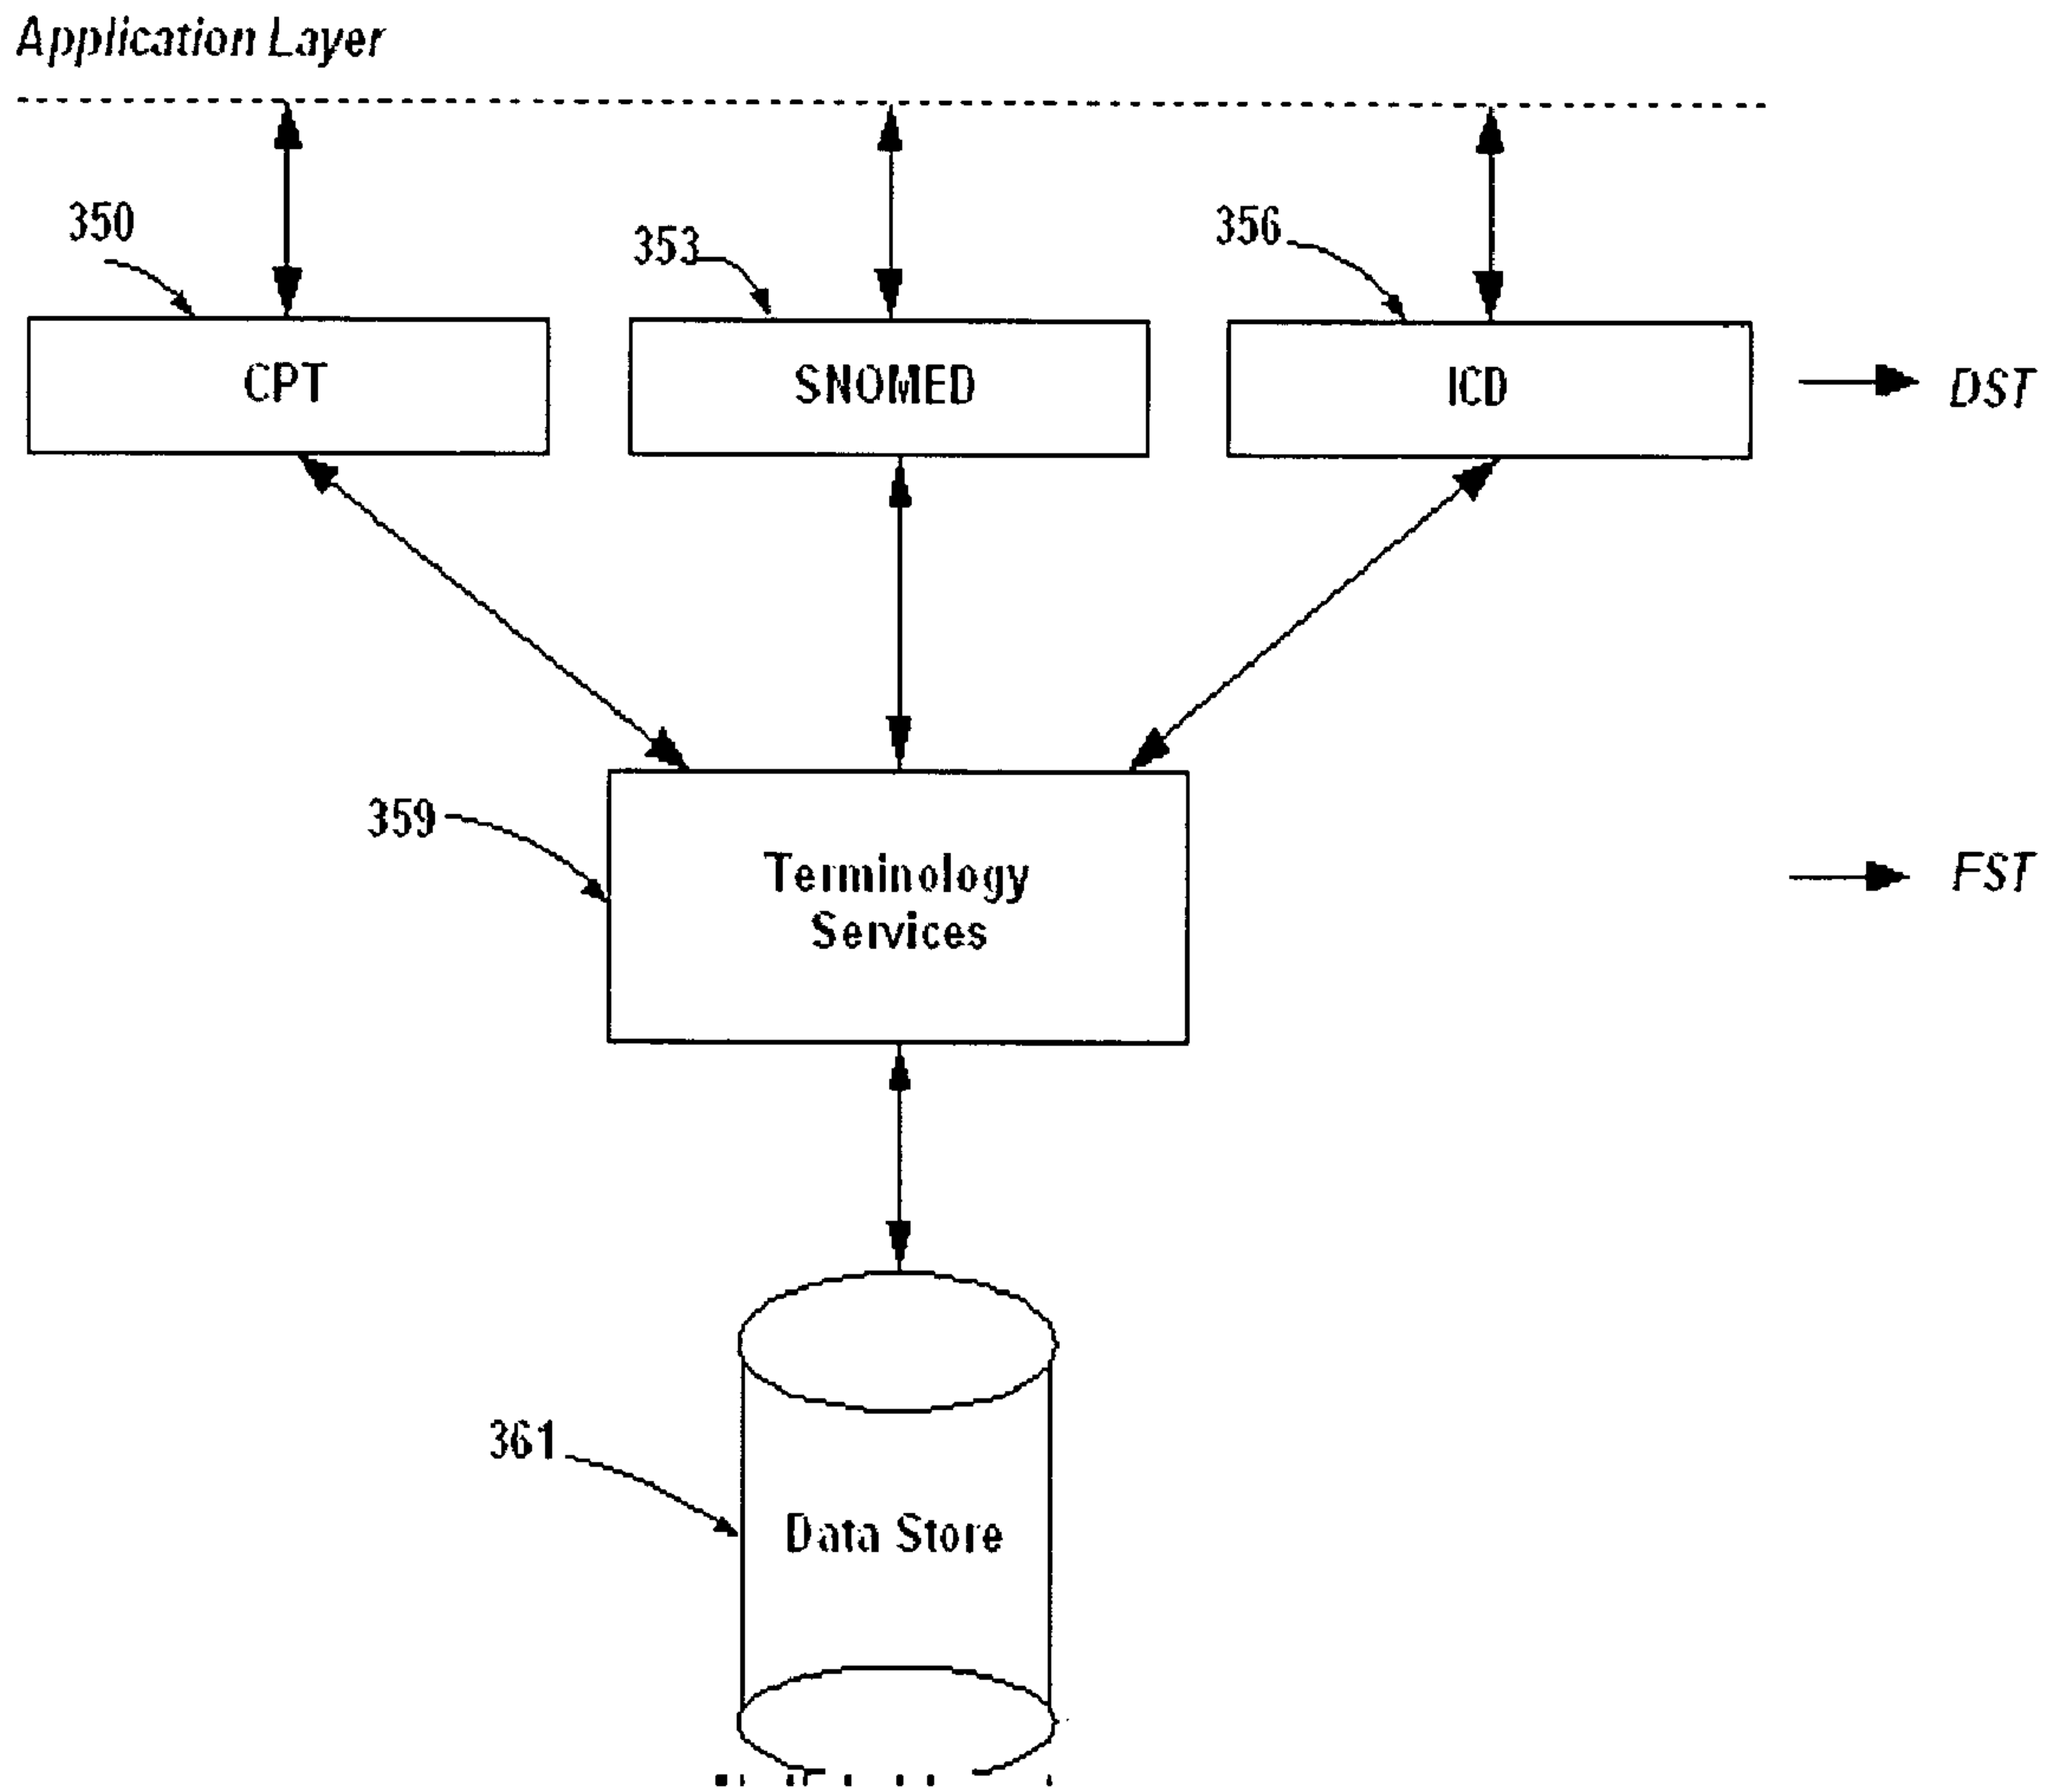 Application Layer
350
353
356
CPT
SNOMED
ICD
DST
359
Terminology
Services
FST
361
Data Store